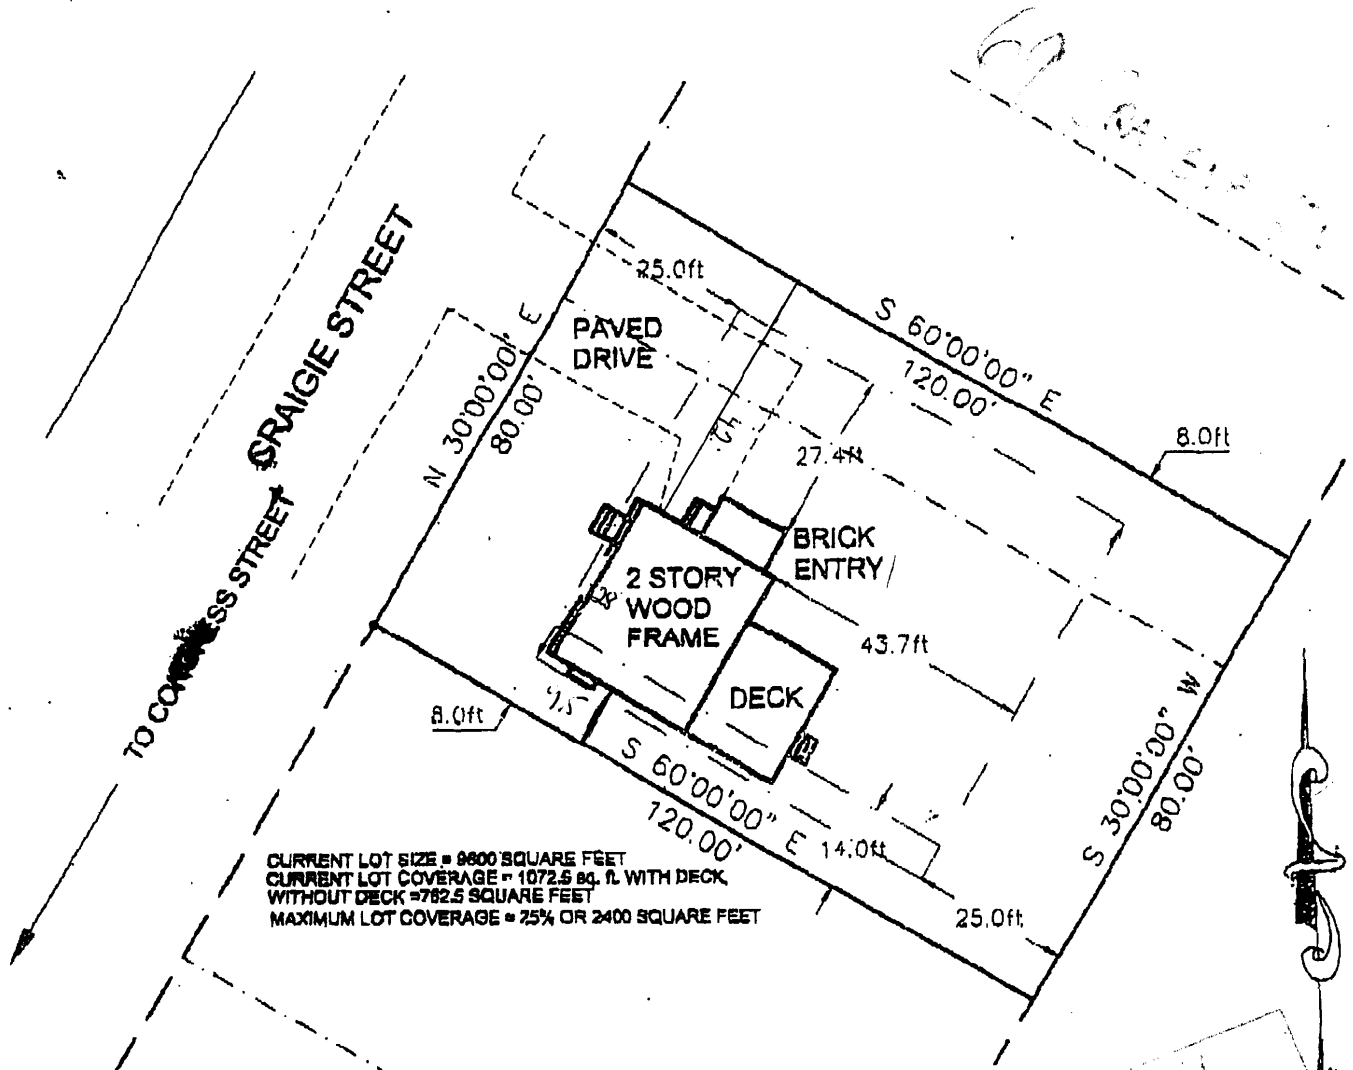 25.0ft
CRAIGIE STREET
PAVED
DRIVE
S 60°00'00" E
120.00'
N 30°00'00" E
80.00'
8.0ft
27.4ft
BRICK
ENTRY
2 STORY
WOOD
FRAME
28
43.7ft
DECK
8.0ft
TO CONGRESS STREET
S 60°00'00" E
120.00'
S 30°00'00" W
80.00'
14.0ft
25.0ft
CURRENT LOT SIZE = 9600 SQUARE FEET
CURRENT LOT COVERAGE = 1072.5 sq. ft. WITH DECK,
WITHOUT DECK =762.5 SQUARE FEET
MAXIMUM LOT COVERAGE = 25% OR 2400 SQUARE FEET